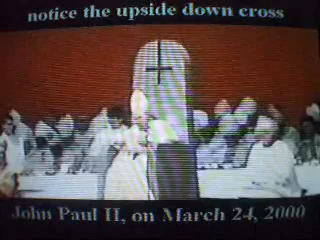 notice the upside down cross
John Paul II, on March 24, 2000